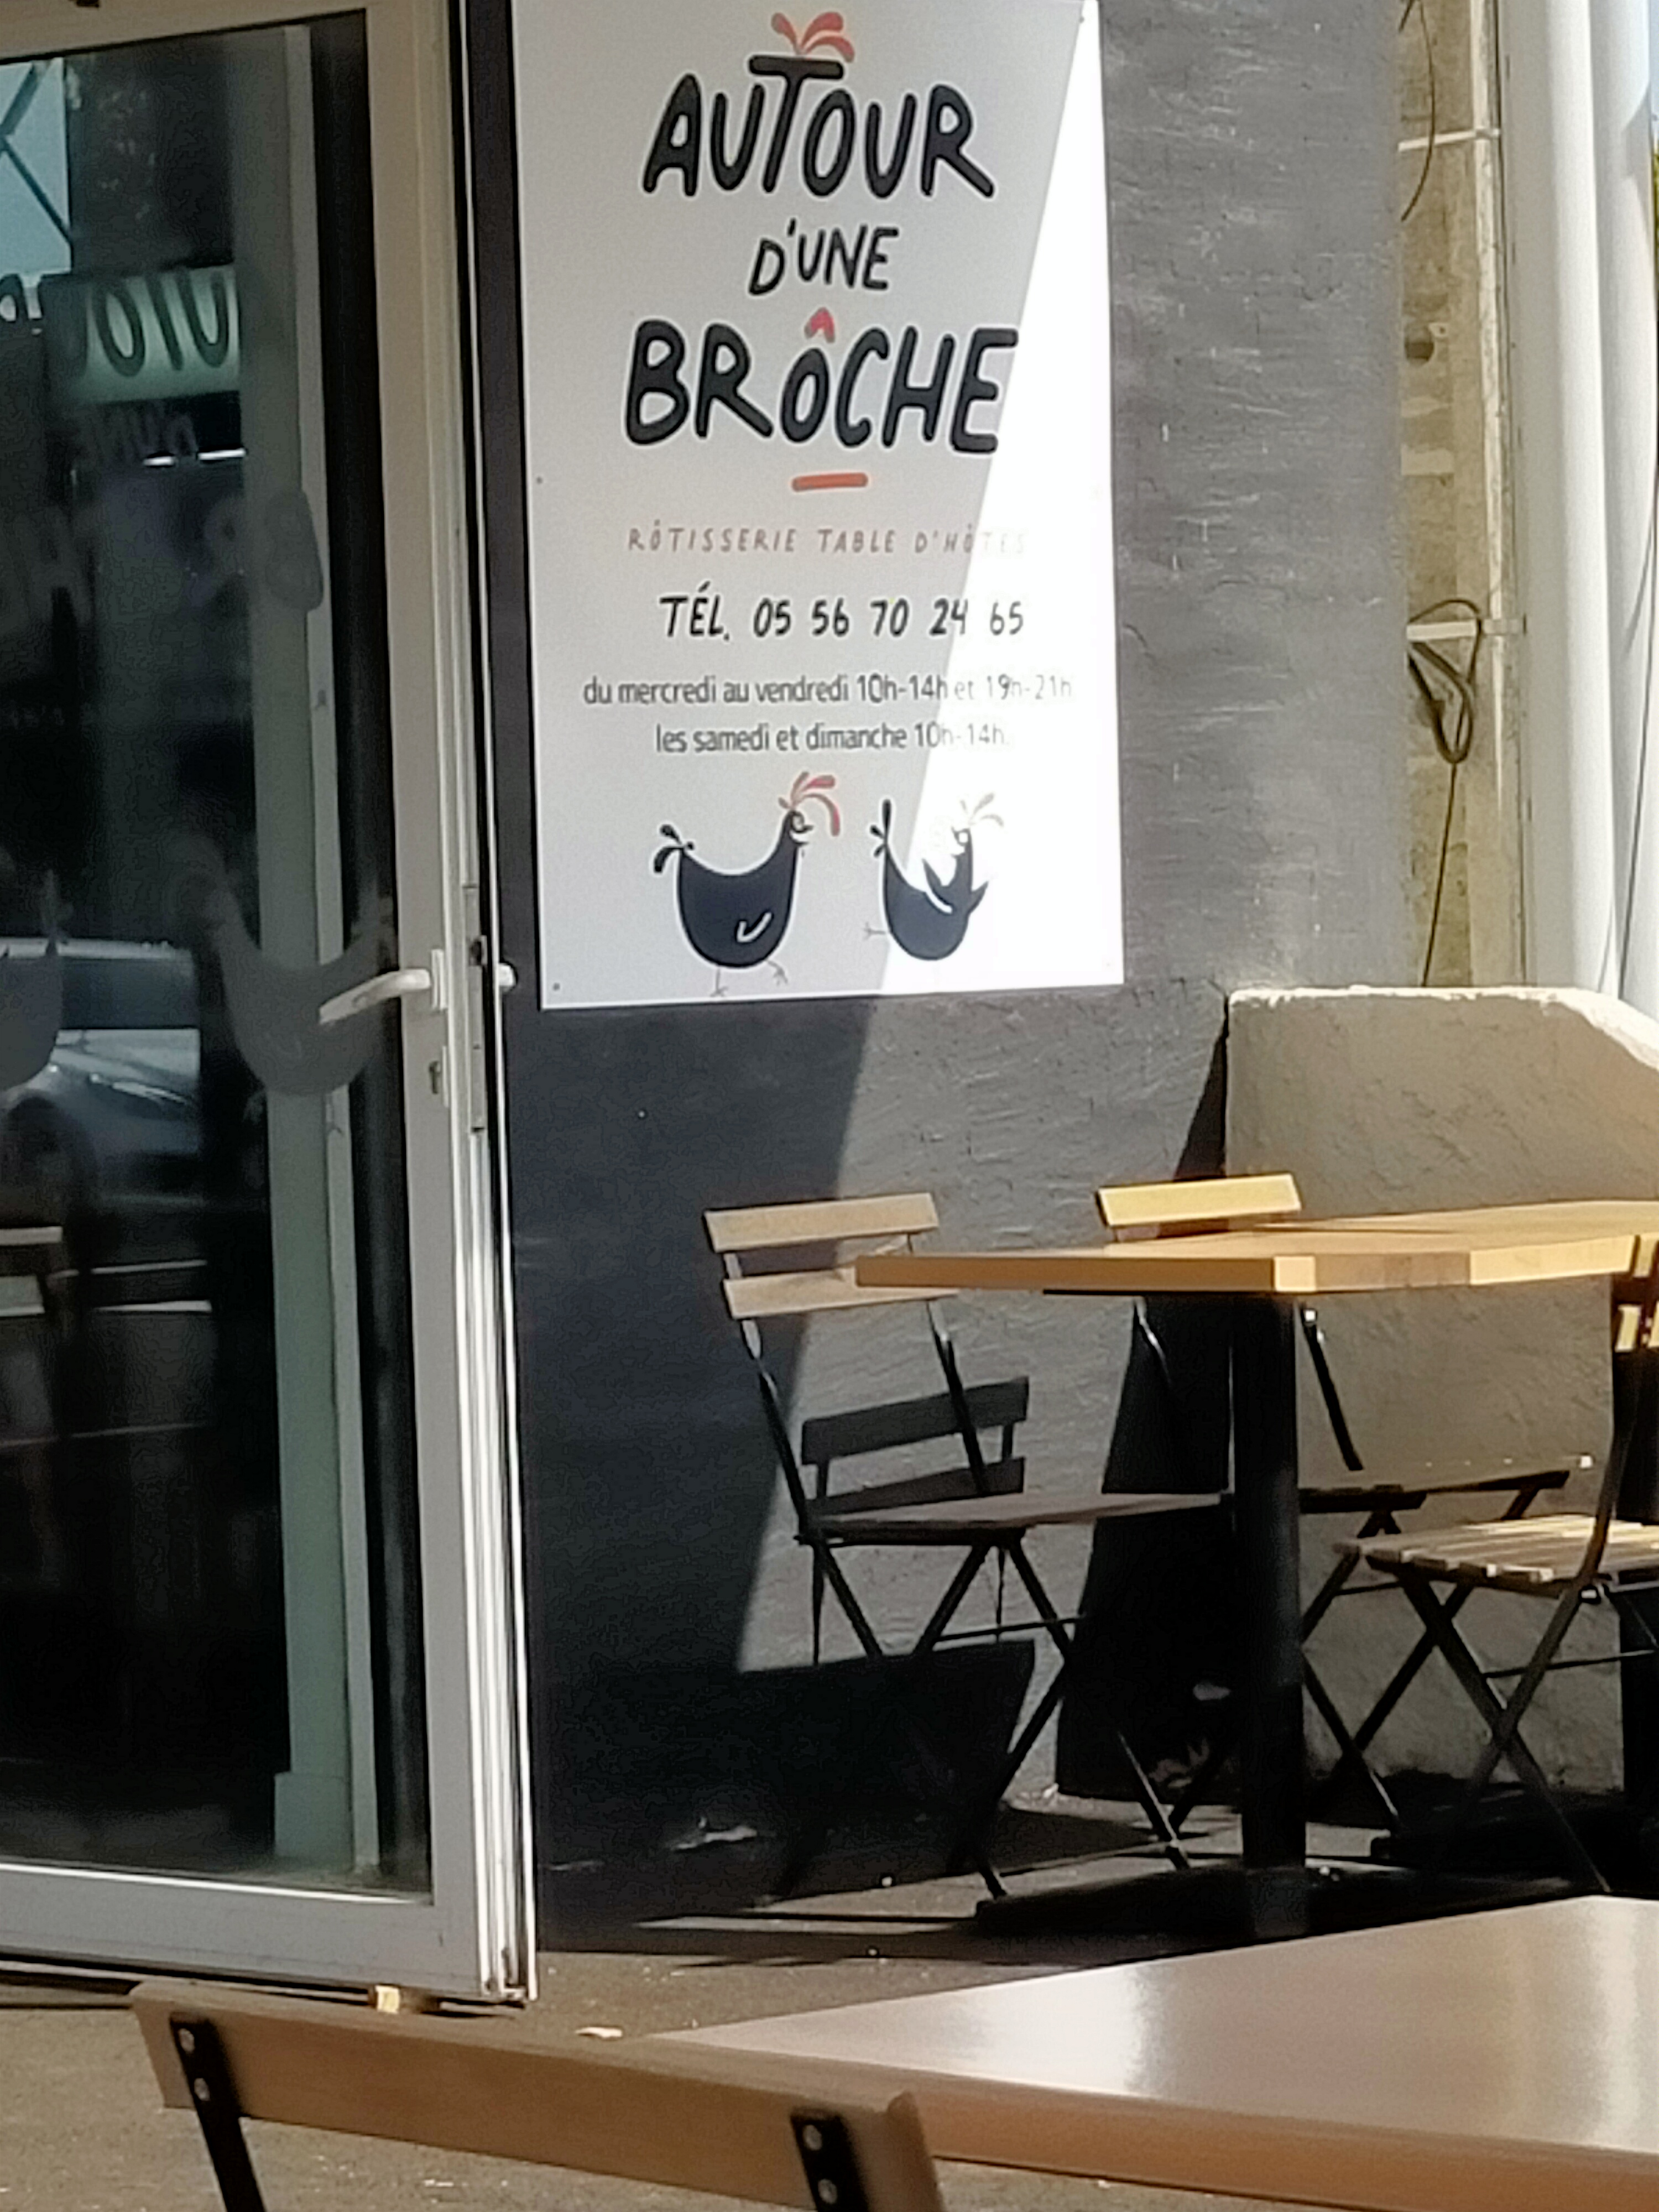 AUTOUR
D'UNE
BRÔCHE
RÔTISSERIE TABLE D'HÔTES
TÉL. 05 56 70 24 65
du mercredi au vendredi 10h-14h et 19h-21h
les samedi et dimanche 10h-14h.